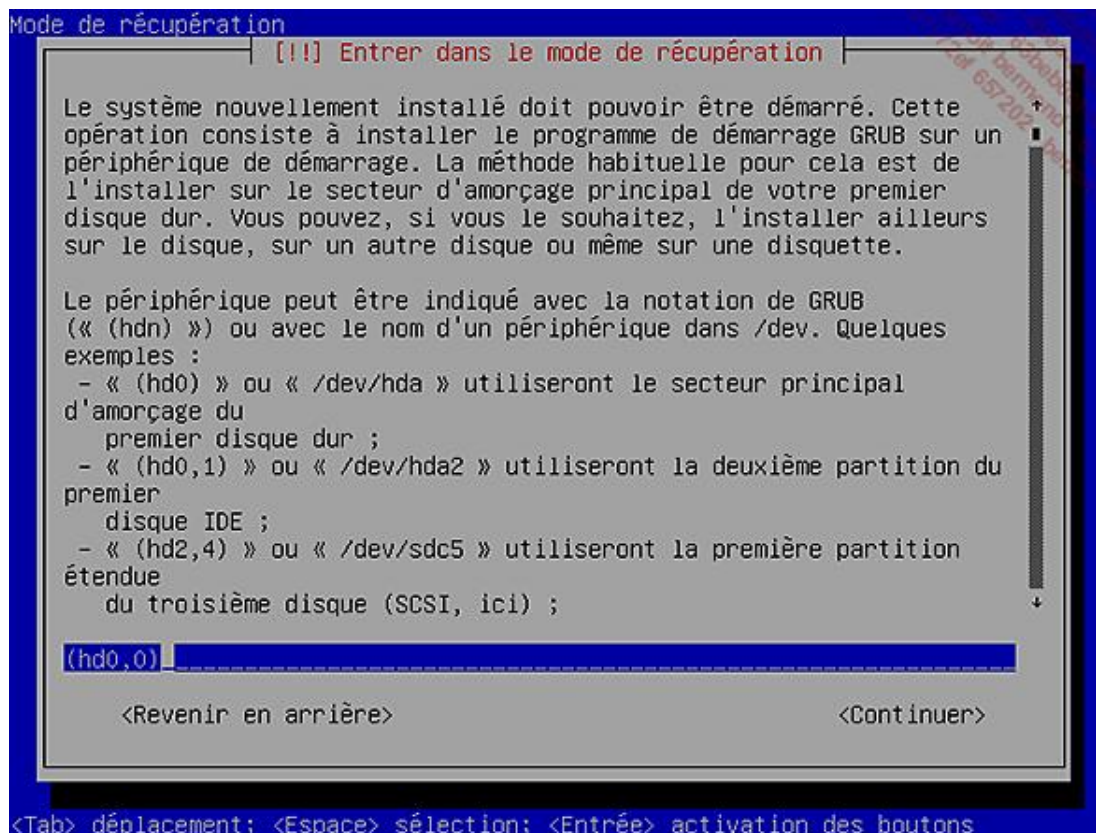 Mode de récupération
[!!] Entrer dans le mode de récupération
Le système nouvellement installé doit pouvoir être démarré. Cette
opération consiste à installer le programme de démarrage GRUB sur un
périphérique de démarrage. La méthode habituelle pour cela est de
l'installer sur le secteur d'amorçage principal de votre premier
disque dur. Vous pouvez, si vous le souhaitez, l'installer ailleurs
sur le disque, sur un autre disque ou même sur une disquette.
Le périphérique peut être indiqué avec la notation de GRUB
(« (hdn) ») ou avec le nom d'un périphérique dans /dev. Quelques
exemples :
- « (hd0) » ou « /dev/hda » utiliseront le secteur principal
d'amorçage du
premier disque dur ;
- « (hd0,1) » ou « /dev/hda2 » utiliseront la deuxième partition du
premier
disque IDE ;
- « (hd2,4) » ou « /dev/sdc5 » utiliseront la première partition
étendue
du troisième disque (SCSI, ici) ;
(hd0,0)
<Revenir en arrière> <Continuer>
<Tab> déplacement; <Espace> sélection; <Entrée> activation des boutons